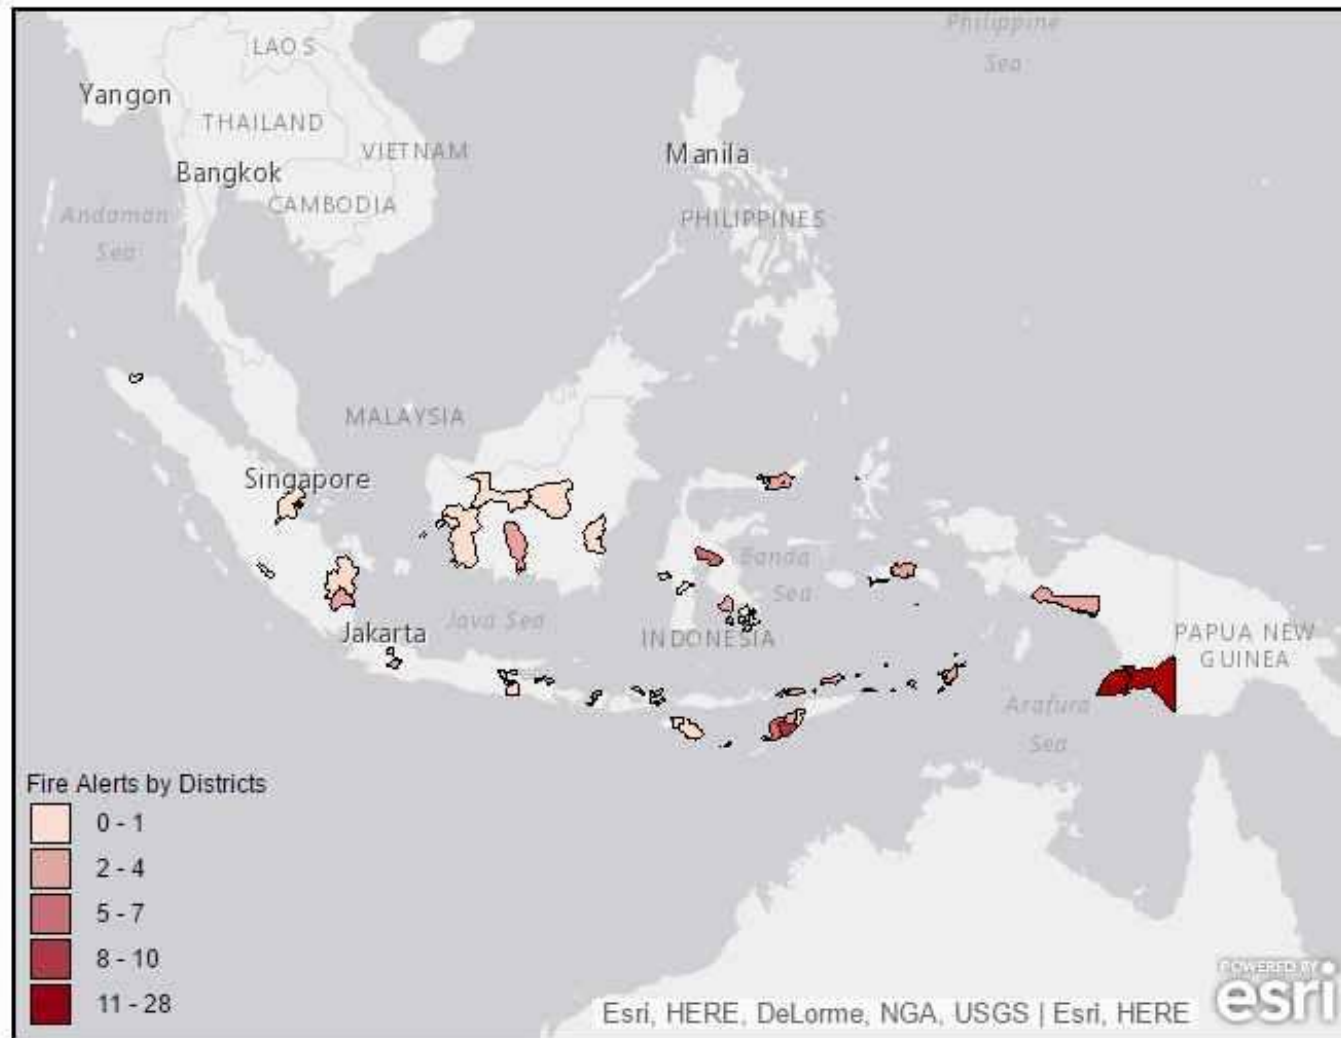 Philippine
Sea
LAOS
Yangon
THAILAND
VIETNAM
Manila
Bangkok
CAMBODIA
Andaman
Sea
PHILIPPINES
MALAYSIA
Singapore
Banda
Sea
Java Sea
Jakarta
INDONESIA
PAPUA NEW
GUINEA
Arafura
Sea
Fire Alerts by Districts
0 - 1
2 - 4
5 - 7
8 - 10
11 - 28
POWERED BY
esri
Esri, HERE, DeLorme, NGA, USGS | Esri, HERE